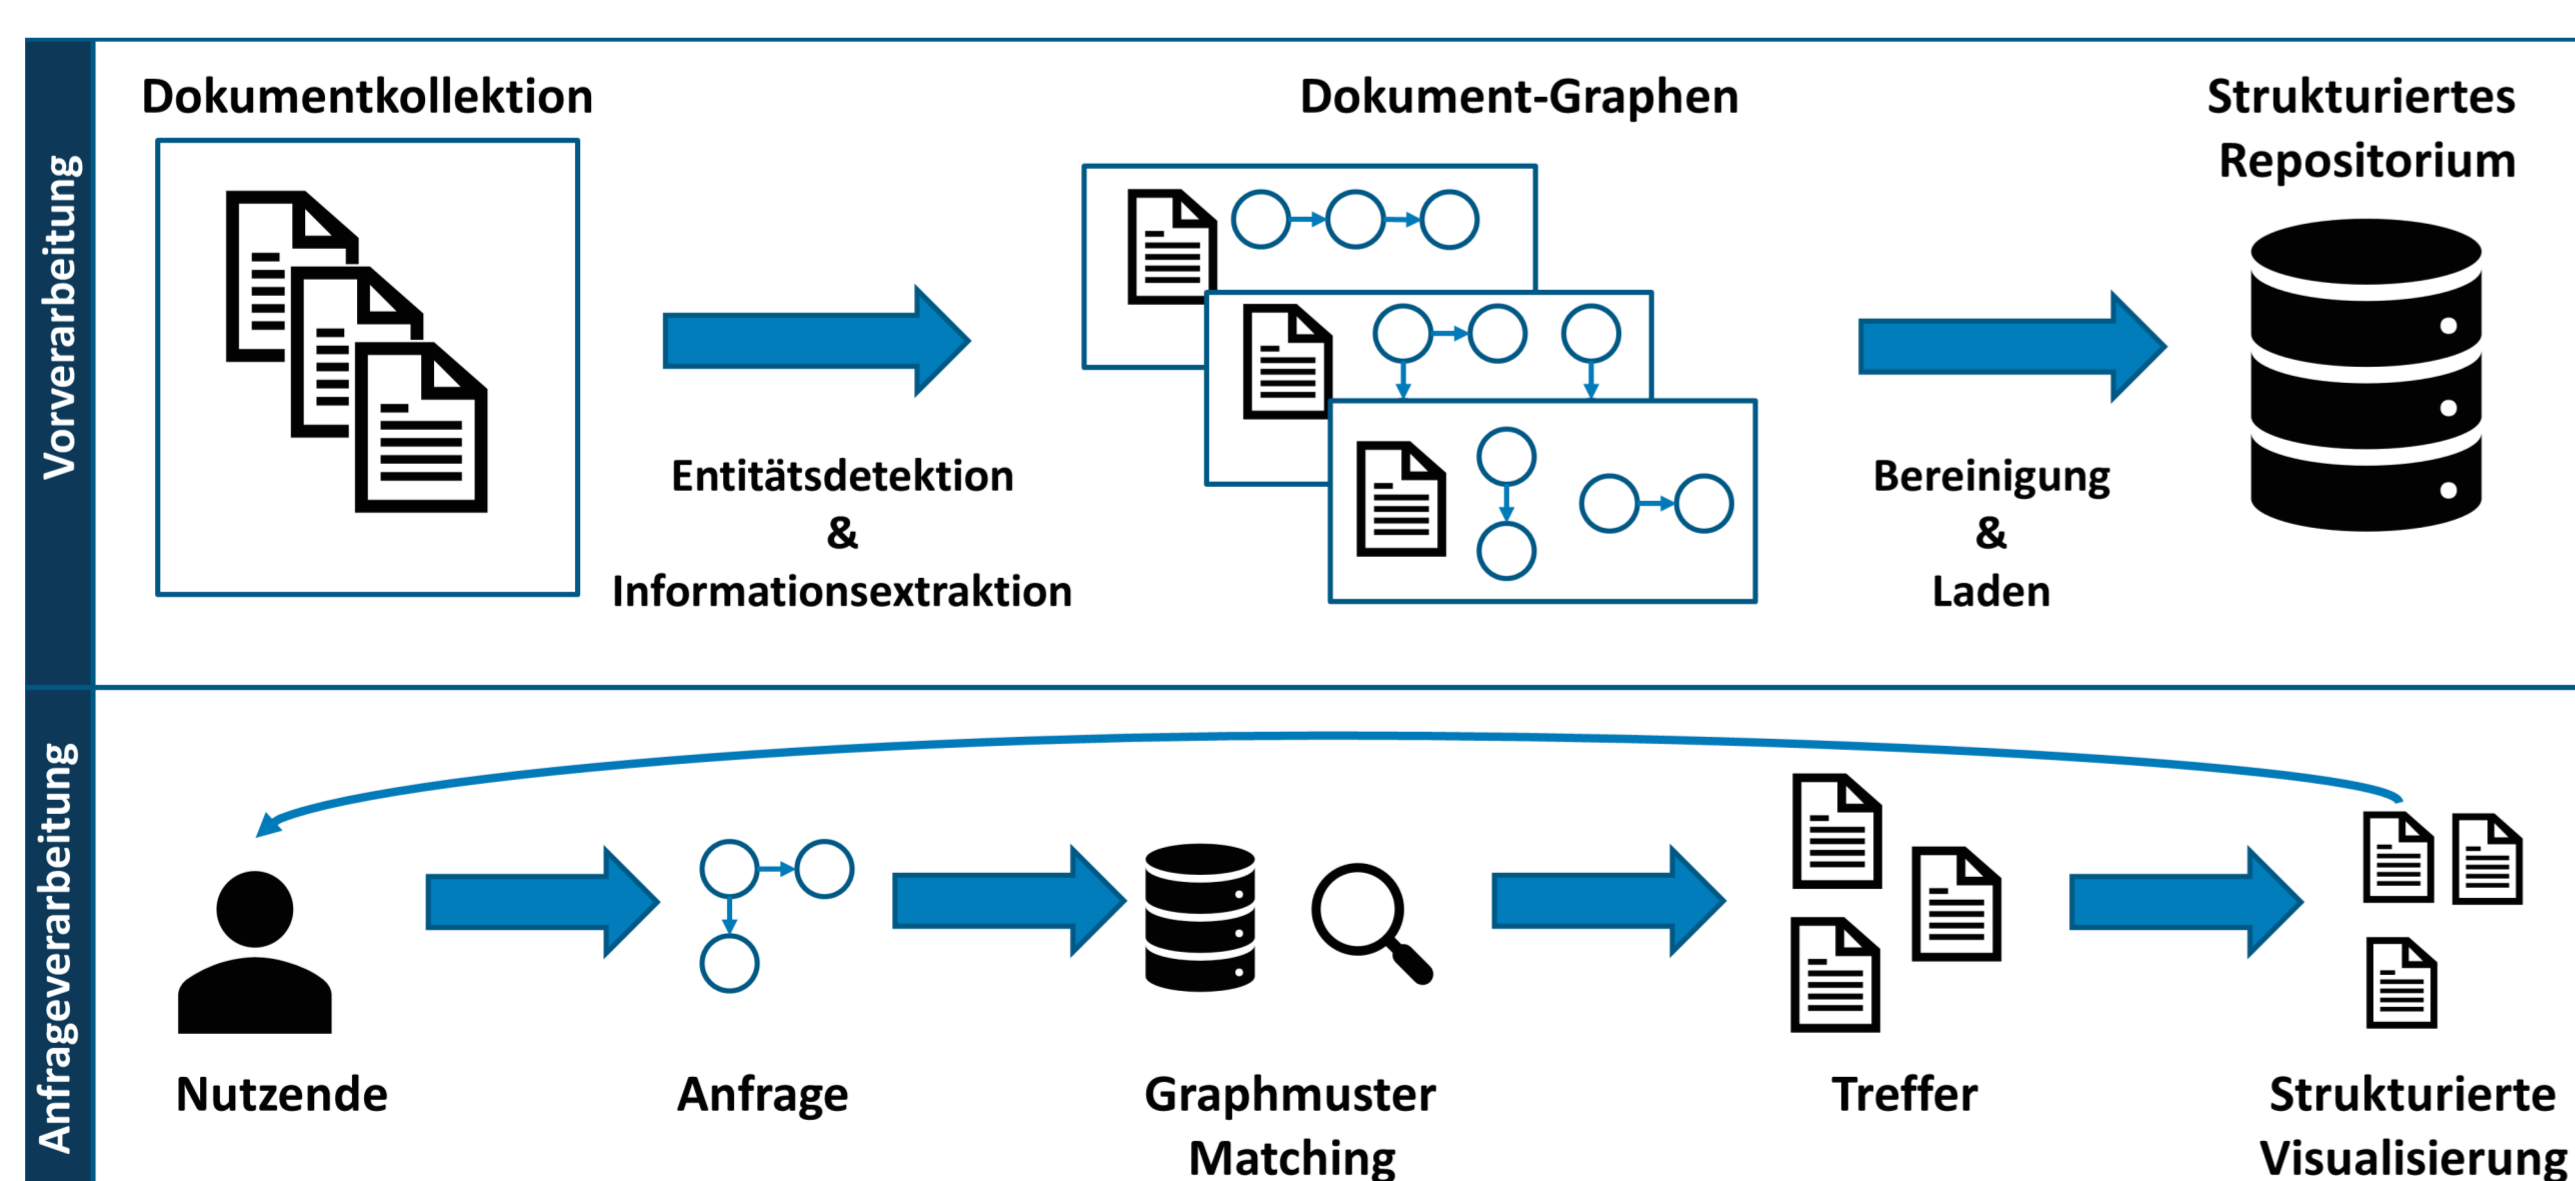 Vorverarbeitung
Dokumentkollektion
Entitätsdetektion
&
Informationsextraktion
Dokument-Graphen
Bereinigung
&
Laden
Strukturiertes
Repositorium
Anfrageverarbeitung
Nutzende
Anfrage
Graphmuster
Matching
Treffer
Strukturierte
Visualisierung